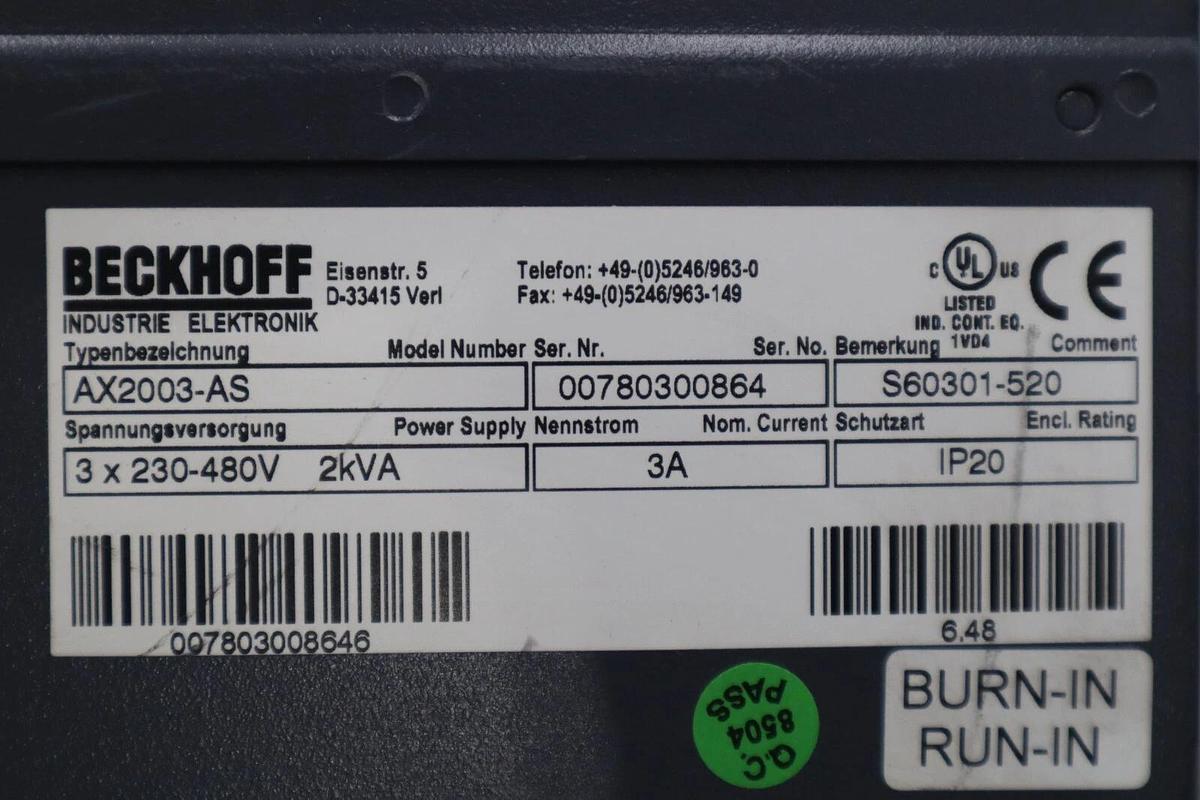 BECKHOFF
INDUSTRIE ELEKTRONIK
Eisenstr. 5
D-33415 Verl
Telefon: +49-(0)5246/963-0
Fax: +49-(0)5246/963-149
C UL US
LISTED
IND. CONT. EQ.
1VD4
CE
Typenbezeichnung Model Number
AX2003-AS
Ser. Nr. Ser. No.
00780300864
Bemerkung Comment
S60301-520
Spannungsversorgung Power Supply
3 x 230-480V 2kVA
Nennstrom Nom. Current
3A
Schutzart Encl. Rating
IP20
007803008646
6.48
Q.C.
8504
PASS
BURN-IN
RUN-IN